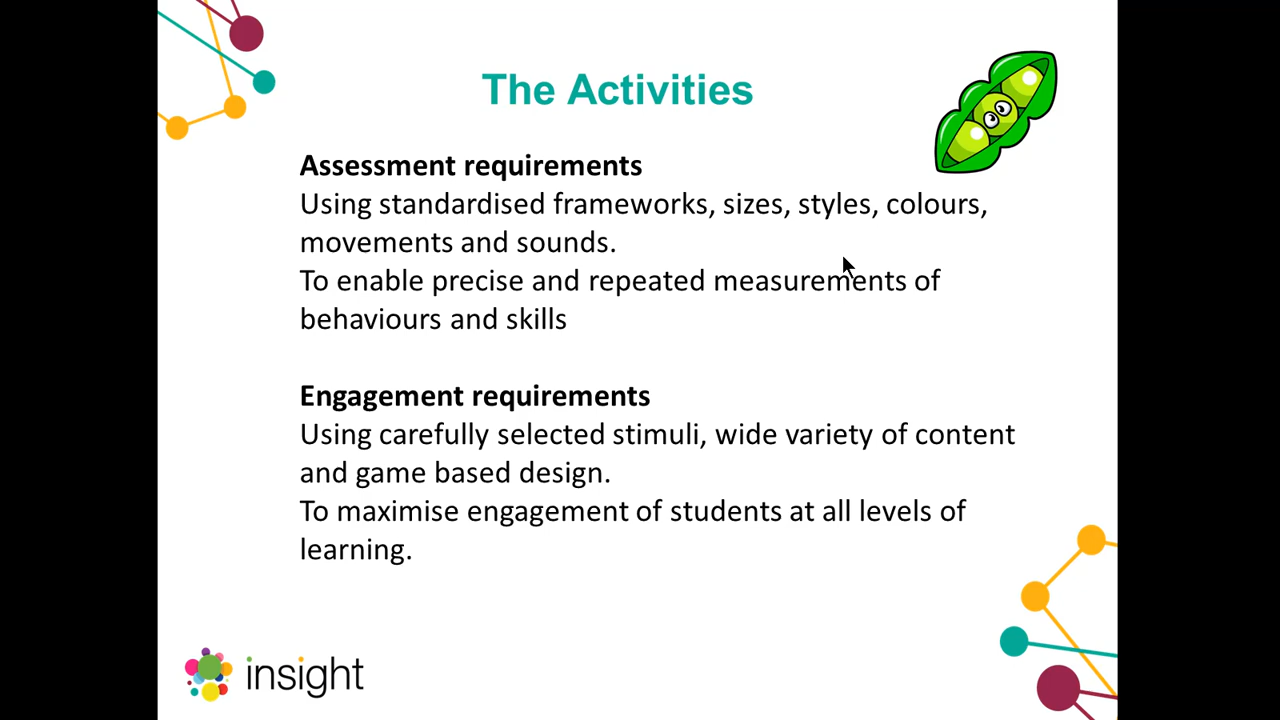 The Activities
Assessment requirements
Using standardised frameworks, sizes, styles, colours,
movements and sounds.
To enable precise and repeated measurements of
behaviours and skills
Engagement requirements
Using carefully selected stimuli, wide variety of content
and game based design.
To maximise engagement of students at all levels of
learning.
insight